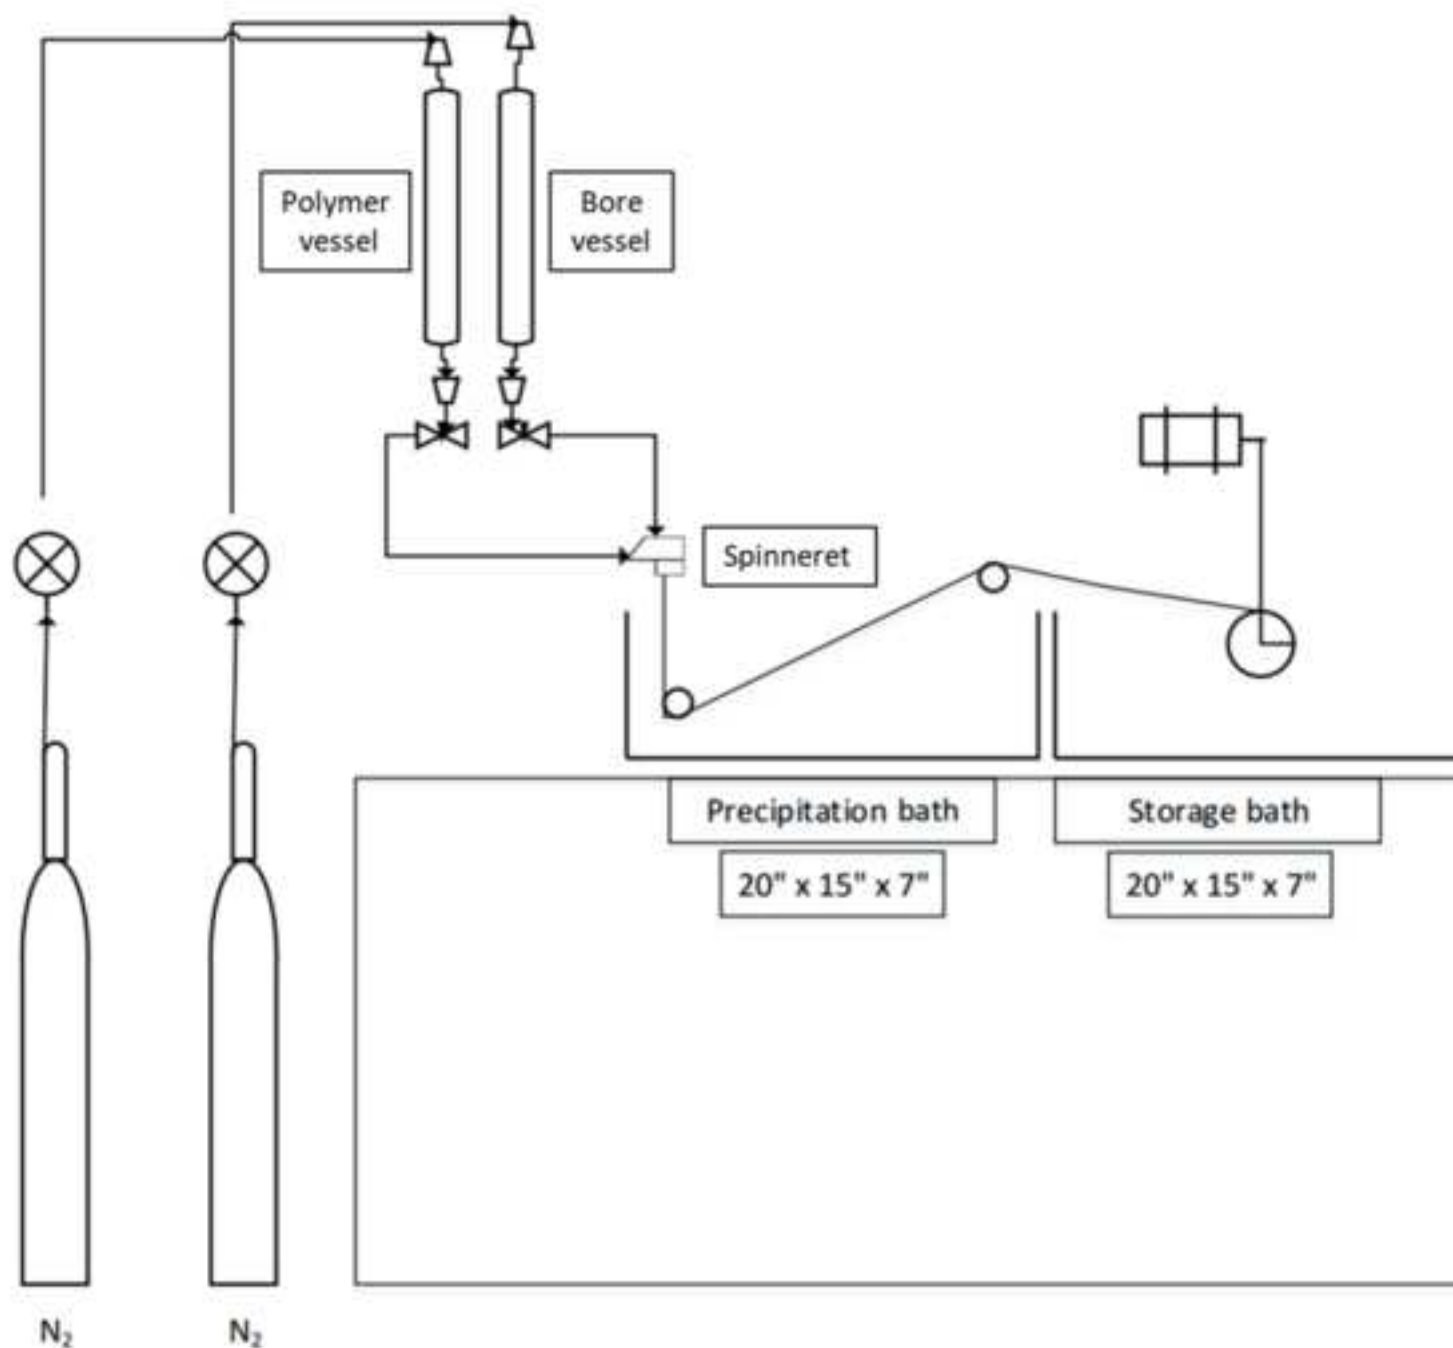 Polymer
vessel
Bore
vessel
Spinneret
Precipitation bath
Storage bath
20" x 15" x 7"
20" x 15" x 7"
N₂
N₂